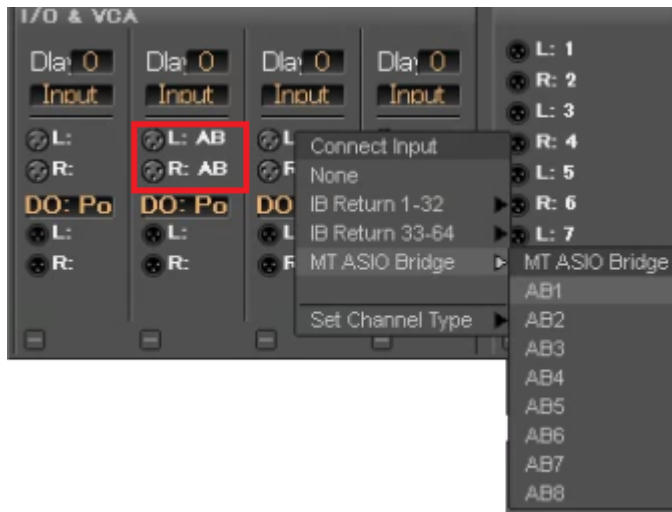 I/O & VCA
Dla 0 Dla 0 Dla 0 Dla 0
Input Input Input Input
L: L: AB L
R: R: AB R
DO: Po DO: Po DO
L: L: L
R: R: R
L: 1
R: 2
L: 3
R: 4
L: 5
R: 6
L: 7
Connect Input
None
IB Return 1-32
IB Return 33-64
MT ASIO Bridge
Set Channel Type
MT ASIO Bridge
AB1
AB2
AB3
AB4
AB5
AB6
AB7
AB8